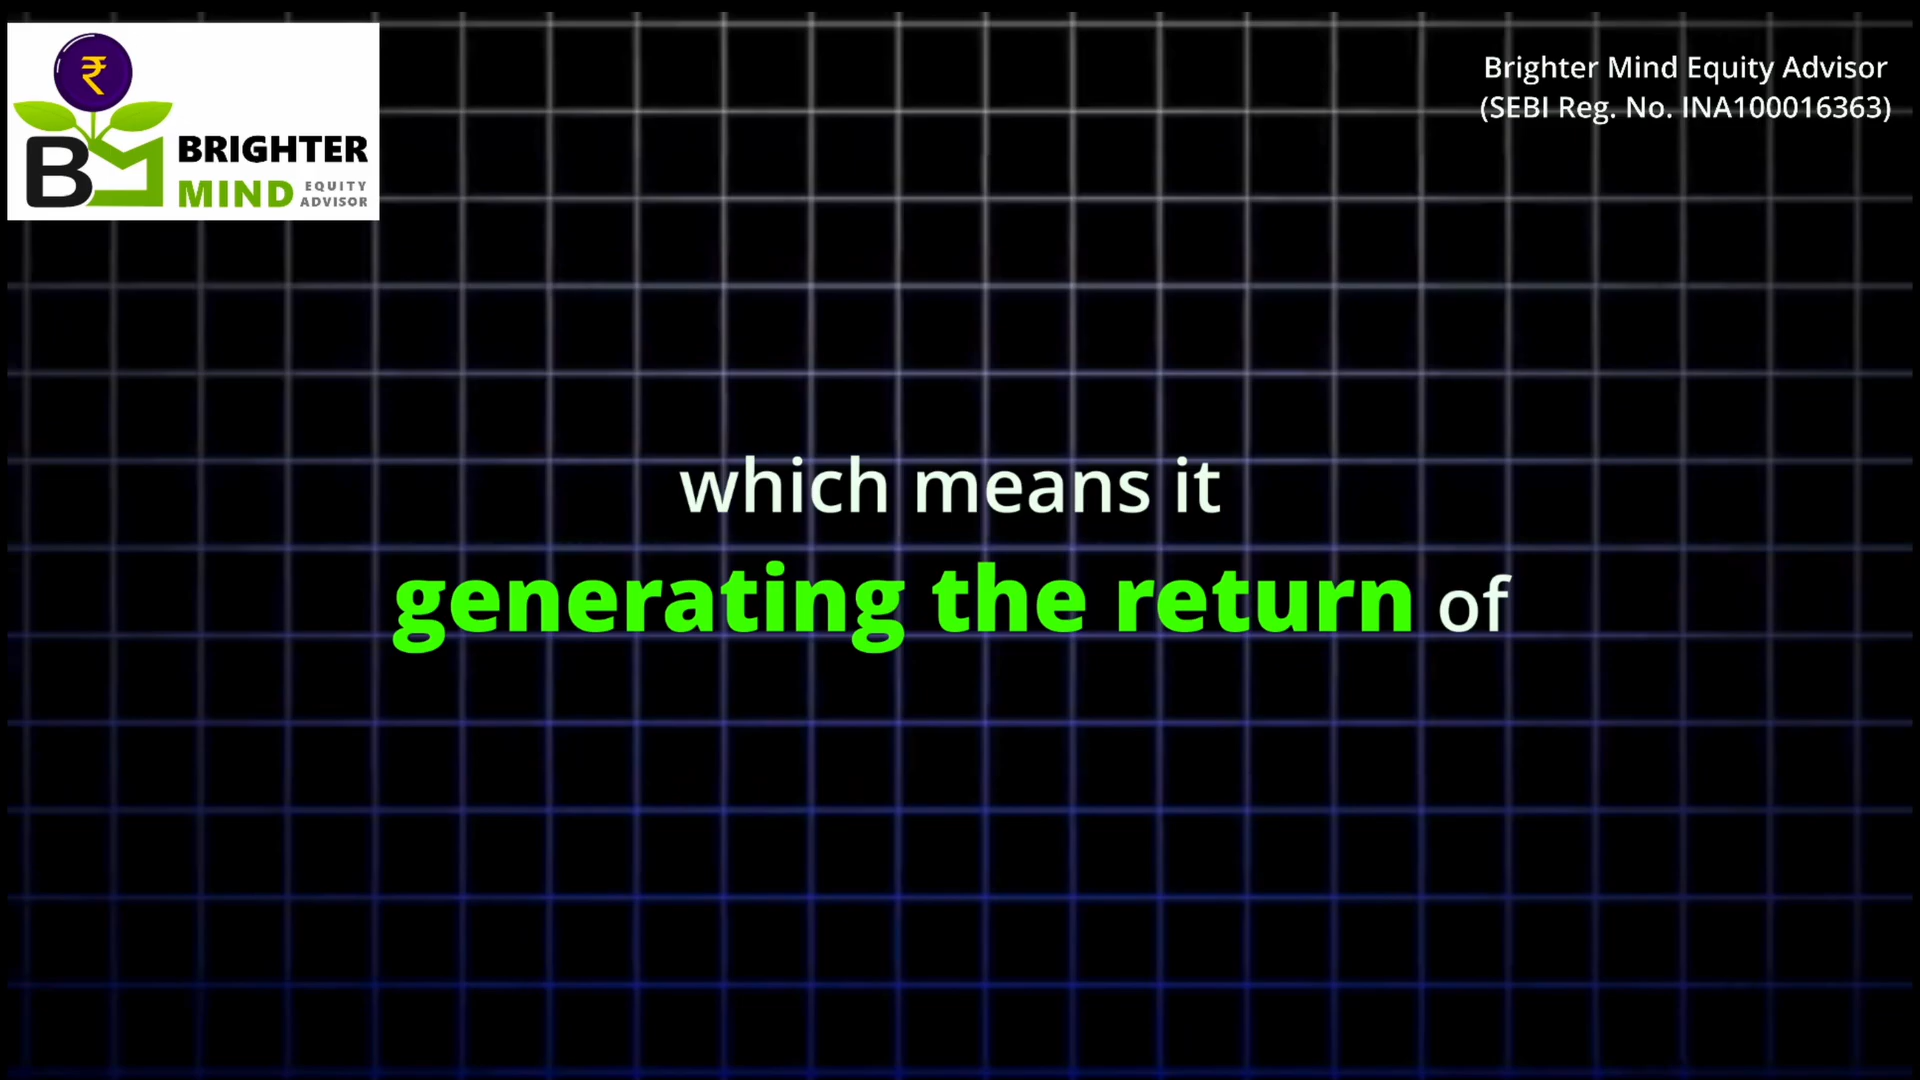 ₹
BM
BRIGHTER
MIND EQUITY
ADVISOR
Brighter Mind Equity Advisor
(SEBI Reg. No. INA100016363)
which means it
generating the return of